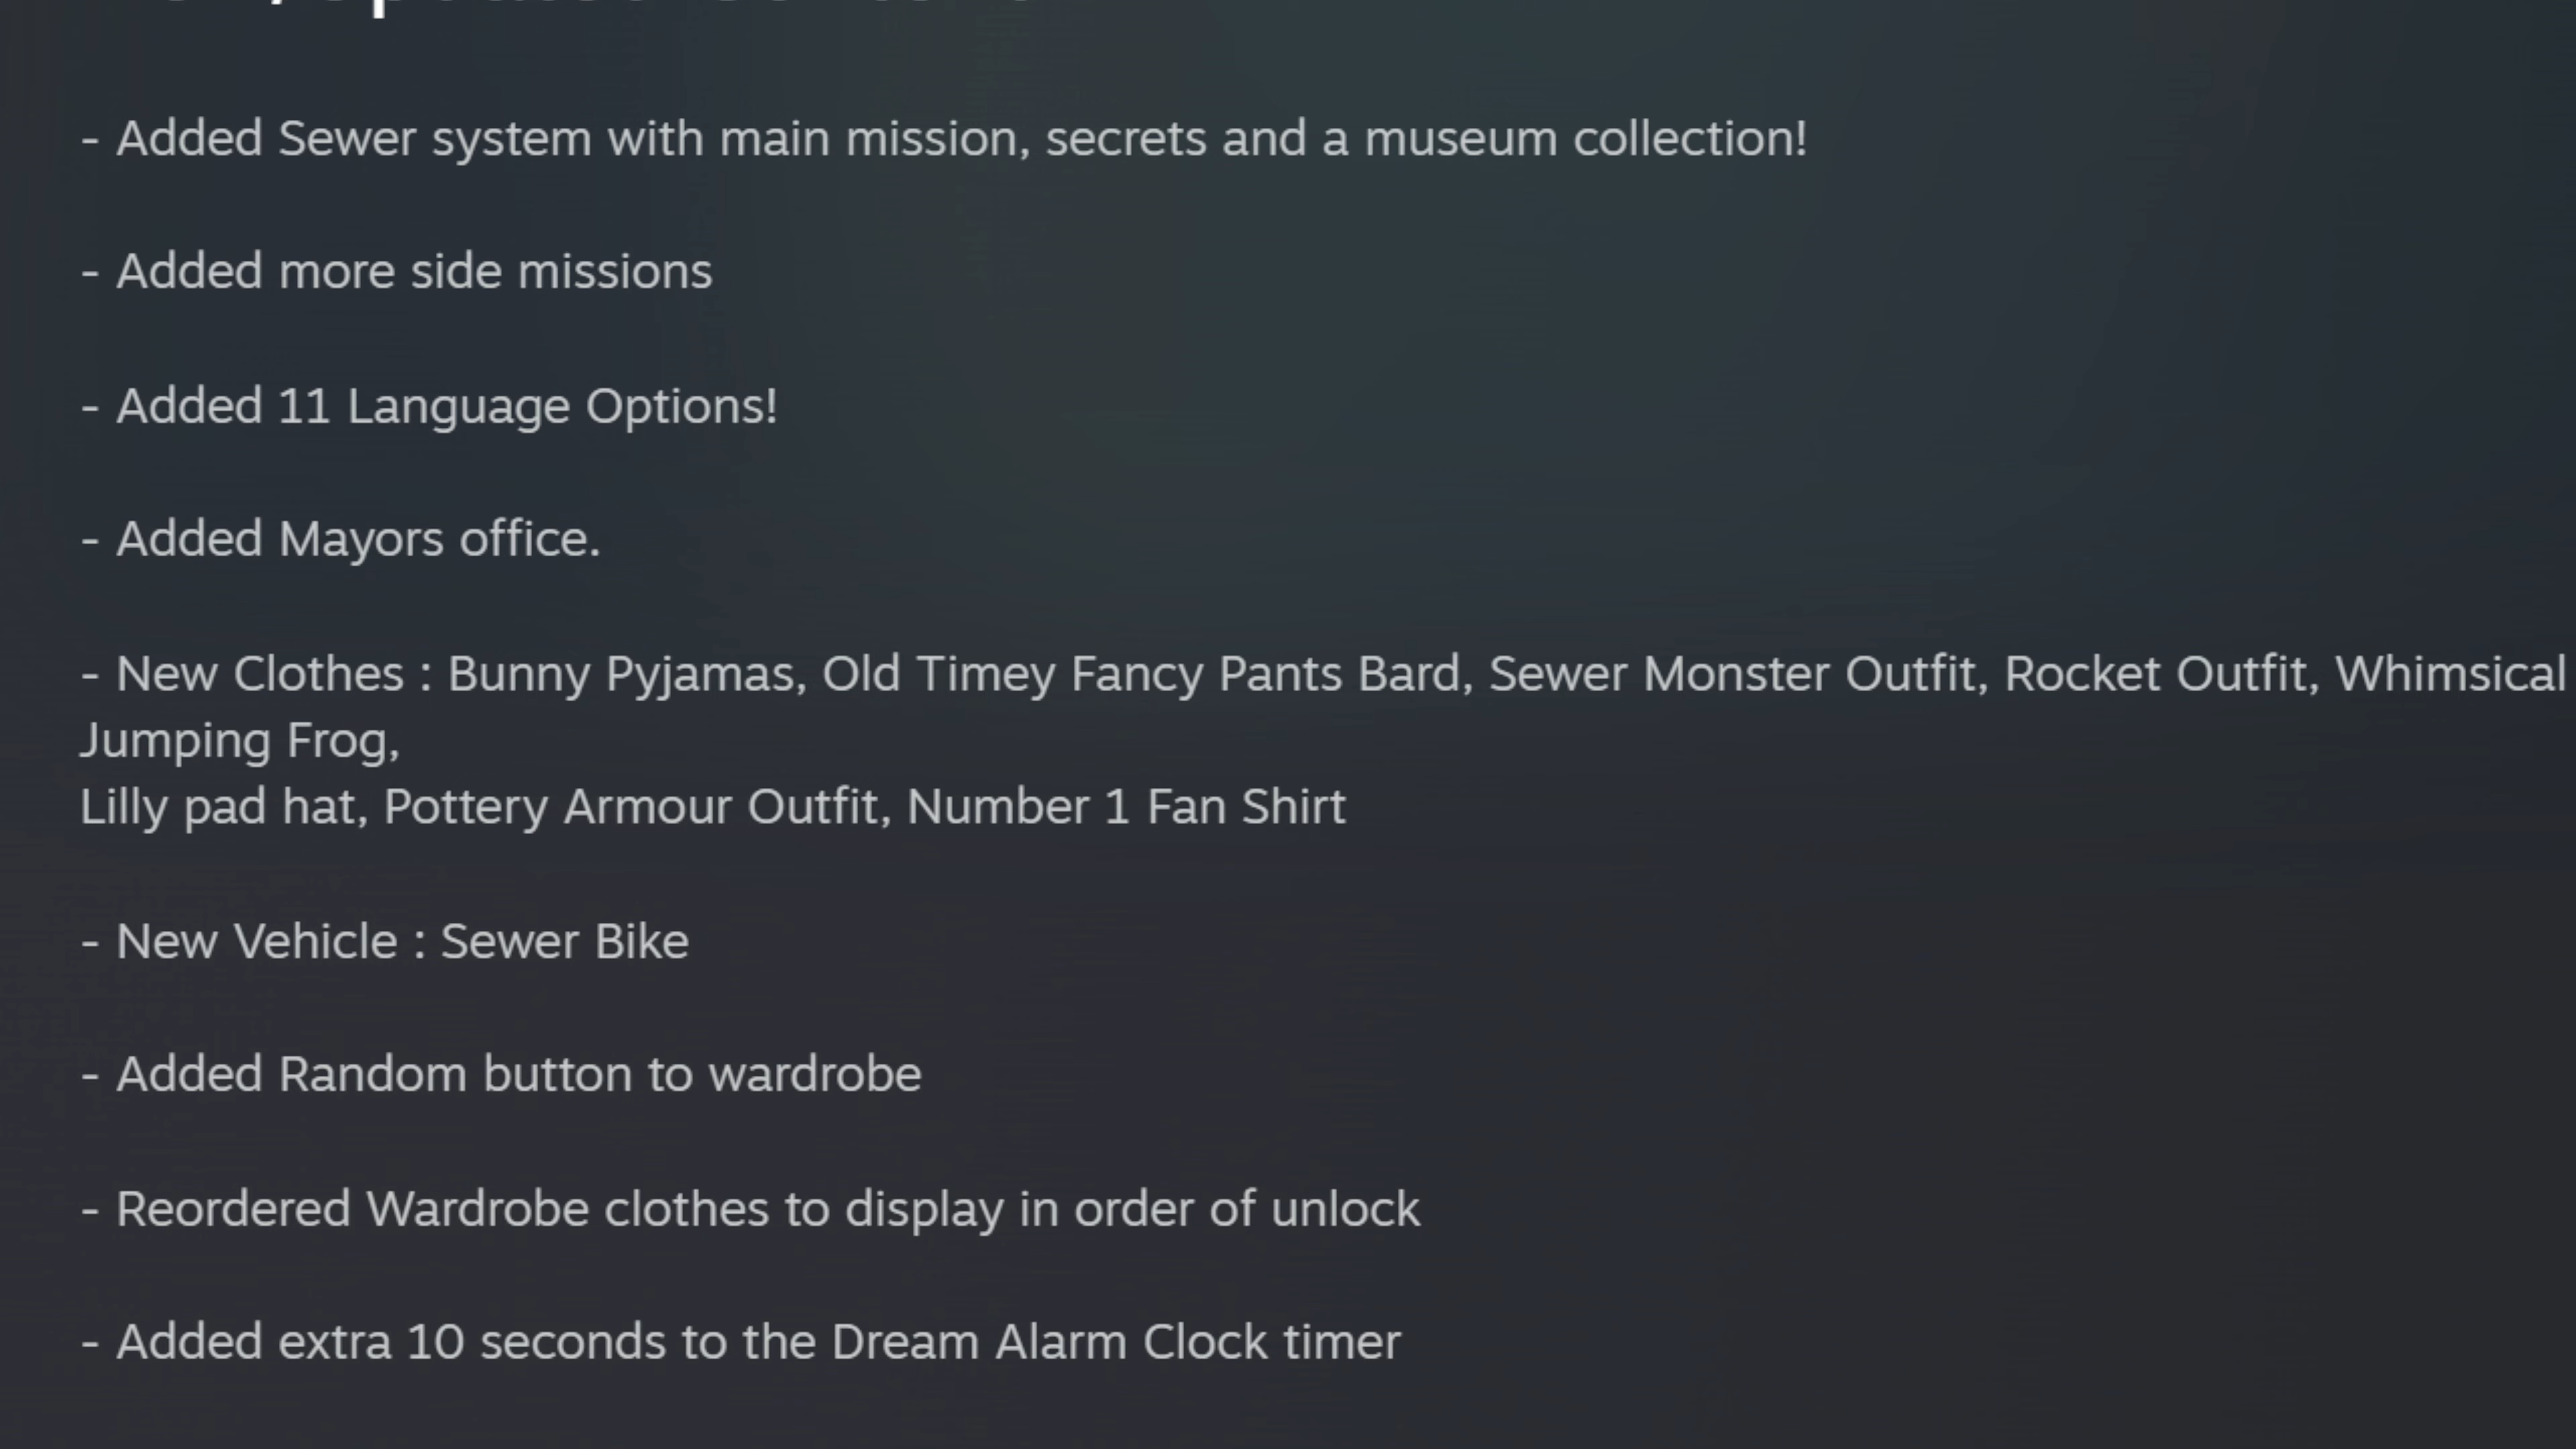 - Added Sewer system with main mission, secrets and a museum collection!
- Added more side missions
- Added 11 Language Options!
- Added Mayors office.
- New Clothes : Bunny Pyjamas, Old Timey Fancy Pants Bard, Sewer Monster Outfit, Rocket Outfit, Whimsical
Jumping Frog,
Lilly pad hat, Pottery Armour Outfit, Number 1 Fan Shirt
- New Vehicle : Sewer Bike
- Added Random button to wardrobe
- Reordered Wardrobe clothes to display in order of unlock
- Added extra 10 seconds to the Dream Alarm Clock timer